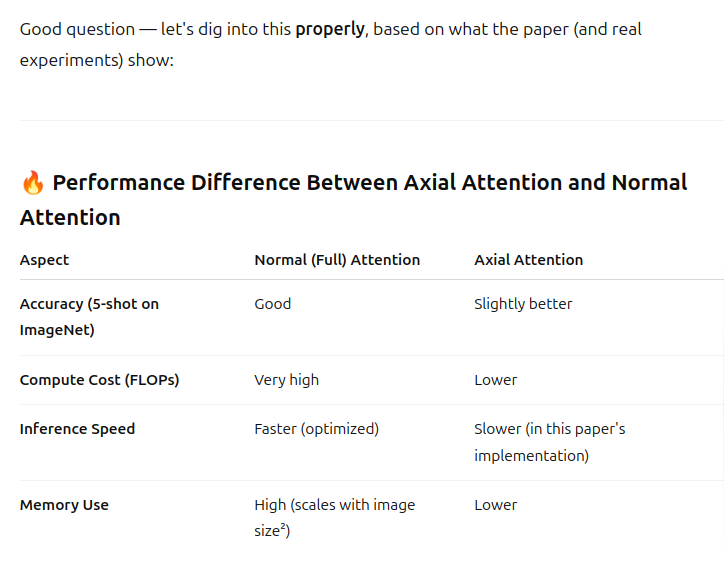 Good question — let's dig into this properly, based on what the paper (and real
experiments) show:
🔥 Performance Difference Between Axial Attention and Normal
Attention
Aspect Normal (Full) Attention Axial Attention
Accuracy (5-shot on
ImageNet) Good Slightly better
Compute Cost (FLOPs) Very high Lower
Inference Speed Faster (optimized) Slower (in this paper's
implementation)
Memory Use High (scales with image
size²) Lower